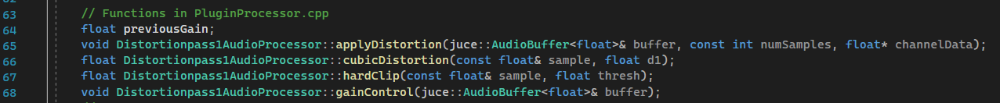 63 // Functions in PluginProcessor.cpp
64 float previousGain;
65 void Distortionpass1AudioProcessor::applyDistortion(juce::AudioBuffer<float>& buffer, const int numSamples, float* channelData);
66 float Distortionpass1AudioProcessor::cubicDistortion(const float& sample, float d1);
67 float Distortionpass1AudioProcessor::hardClip(const float& sample, float thresh);
68 void Distortionpass1AudioProcessor::gainControl(juce::AudioBuffer<float>& buffer);